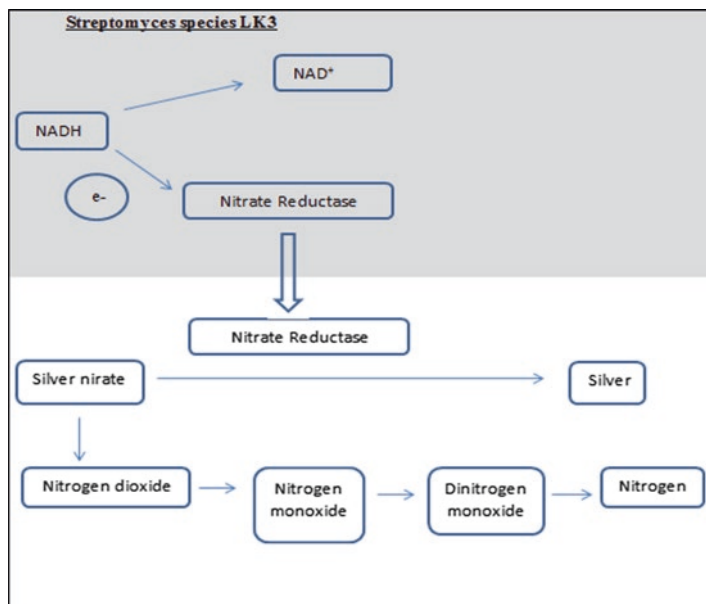 Streptomyces species LK3
NAD+
NADH
e-
Nitrate Reductase
Nitrate Reductase
Silver nirate
Silver
Nitrogen dioxide
Nitrogen
monoxide
Dinitrogen
monoxide
Nitrogen